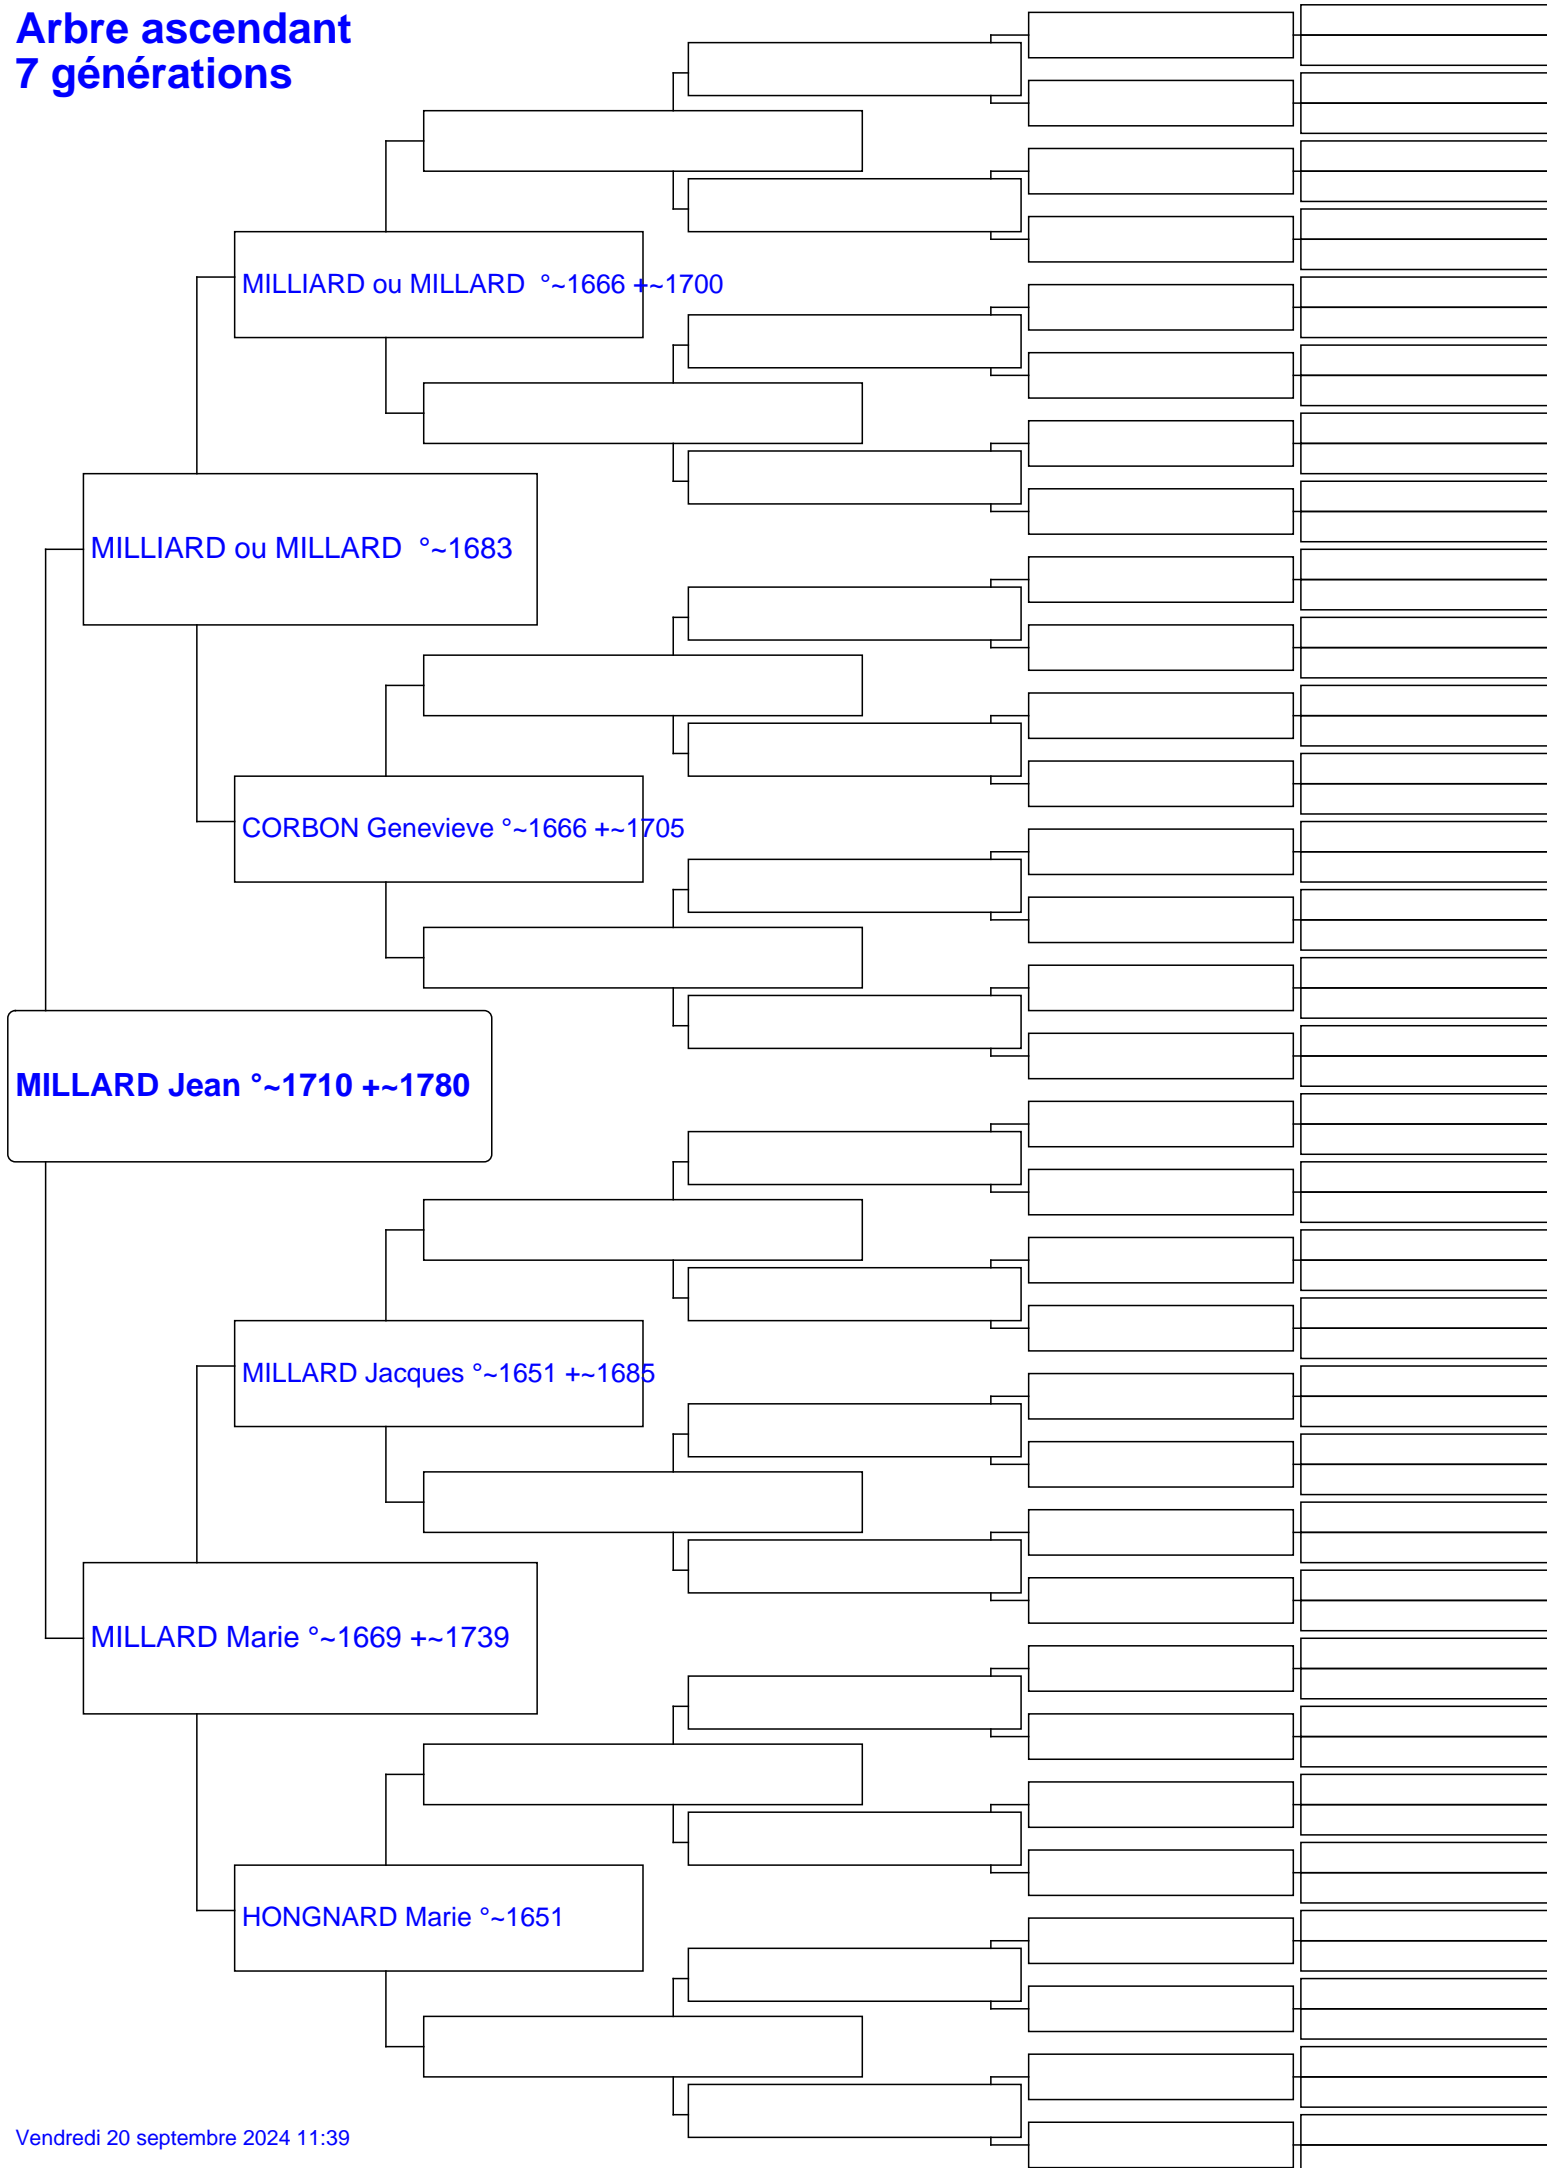 Arbre ascendant
7 générations
MILLIARD ou MILLARD  °~1666 +~1700
MILLIARD ou MILLARD  °~1683
CORBON Genevieve °~1666 +~1705
MILLARD Jean °~1710 +~1780
MILLARD Jacques °~1651 +~1685
MILLARD Marie °~1669 +~1739
HONGNARD Marie °~1651
Vendredi 20 septembre 2024 11:39